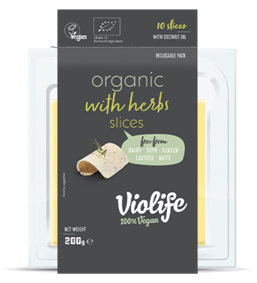 Vegan
10 slices
WITH COCONUT OIL
RECLOSABLE PACK
organic
with herbs
slices
free from
DAIRY · SOYA · GLUTEN
LACTOSE · NUTS
Violife
100% Vegan
NET WEIGHT
200g e